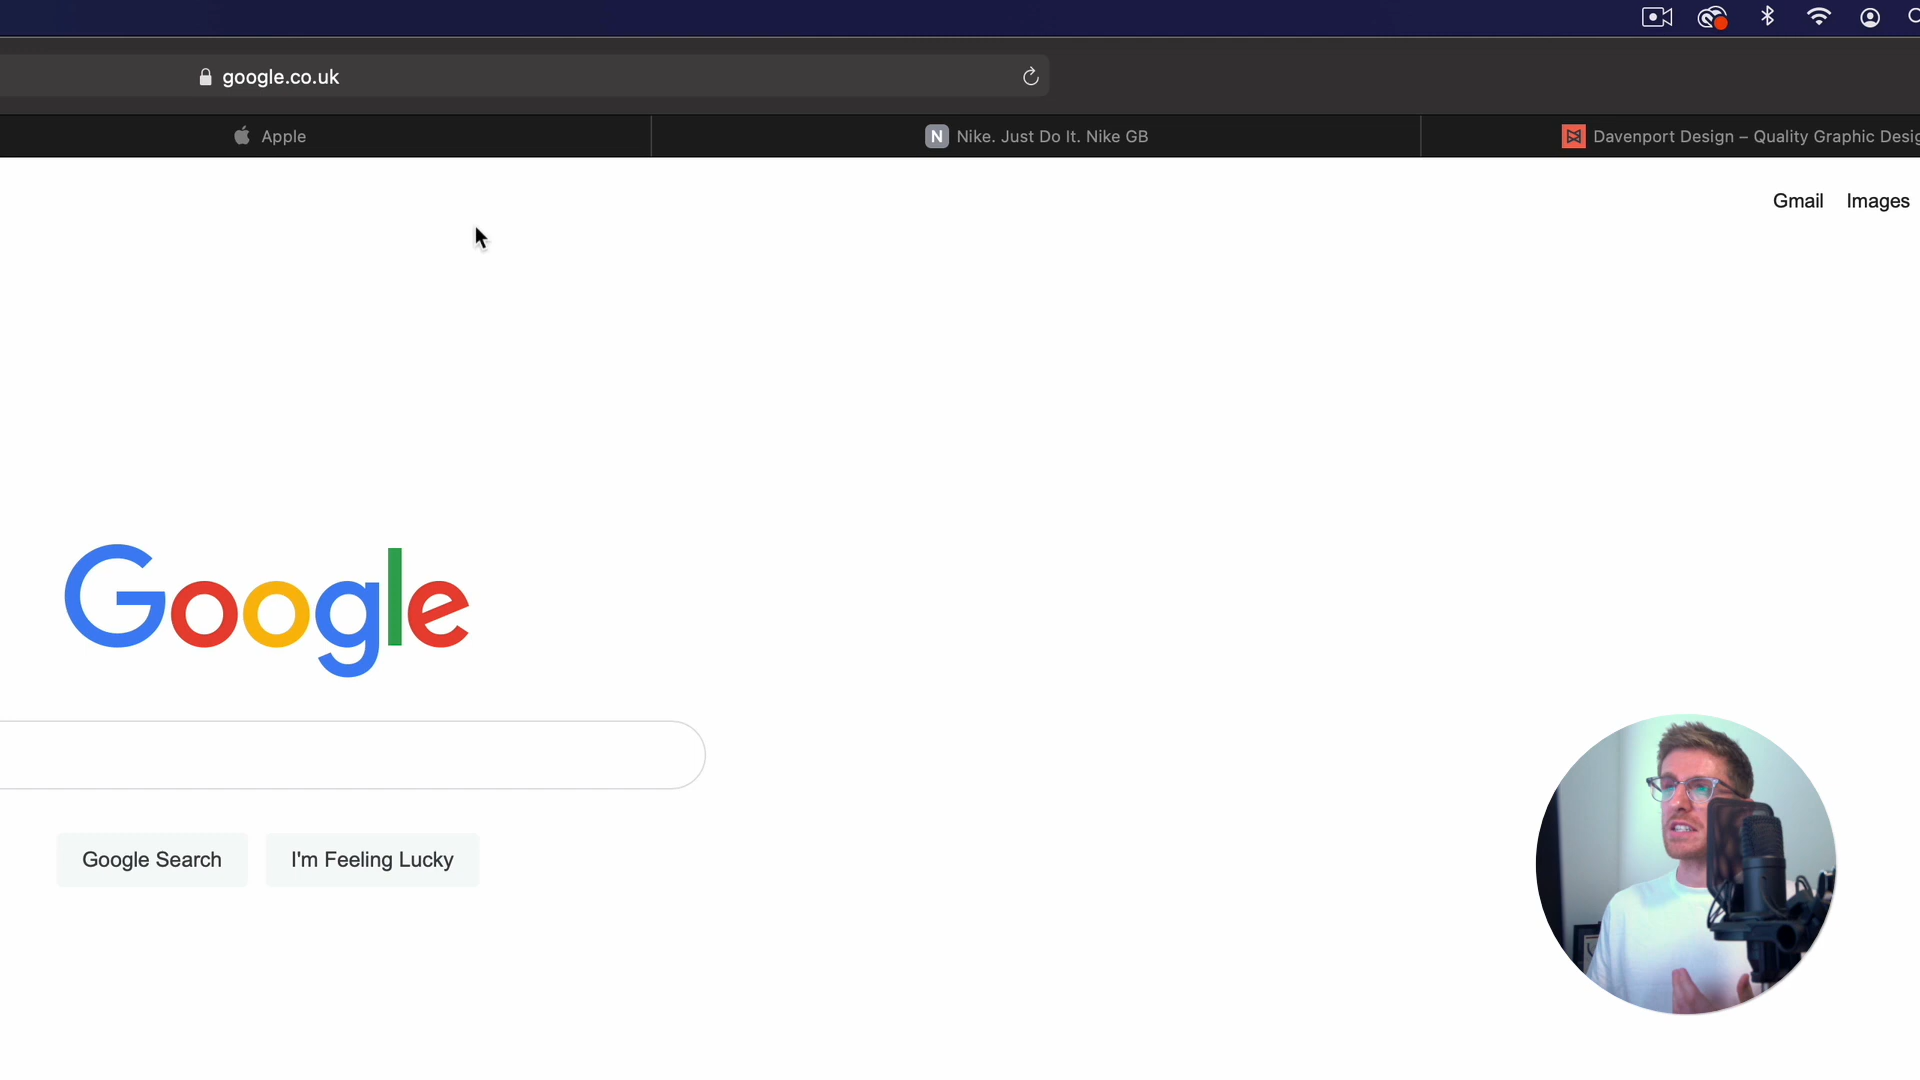 google.co.uk
Apple
N Nike. Just Do It. Nike GB
Davenport Design – Quality Graphic Desig
Gmail Images
Google
Google Search I'm Feeling Lucky